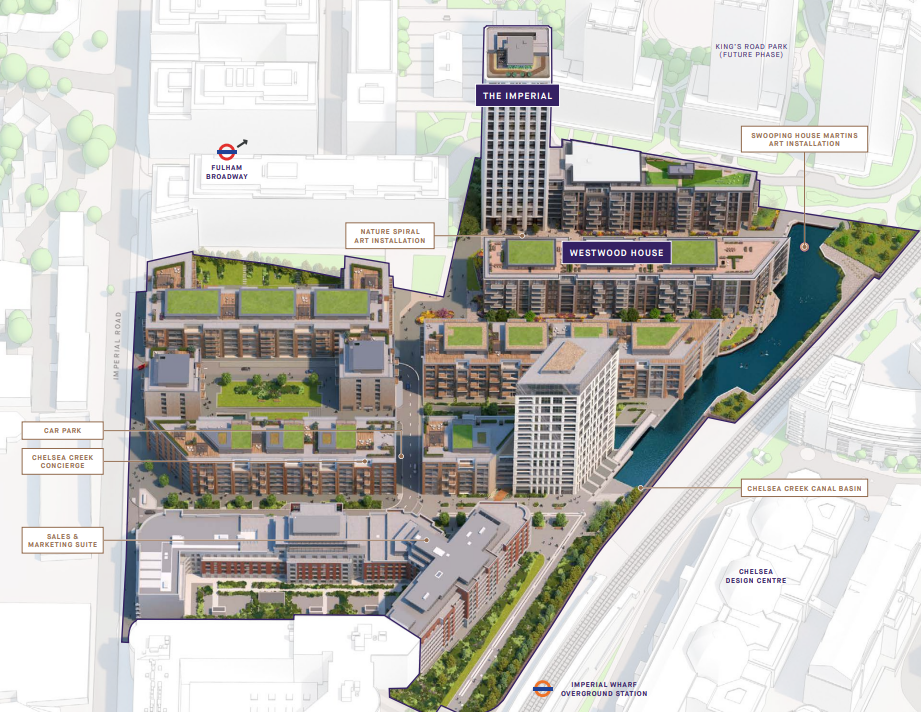 KING'S ROAD PARK
(FUTURE PHASE)
THE IMPERIAL
SWOOPING HOUSE MARTINS
ART INSTALLATION
FULHAM
BROADWAY
NATURE SPIRAL
ART INSTALLATION
WESTWOOD HOUSE
IMPERIAL ROAD
CAR PARK
CHELSEA CREEK
CONCIERGE
CHELSEA CREEK CANAL BASIN
SALES &
MARKETING SUITE
CHELSEA
DESIGN CENTRE
IMPERIAL WHARF
OVERGROUND STATION